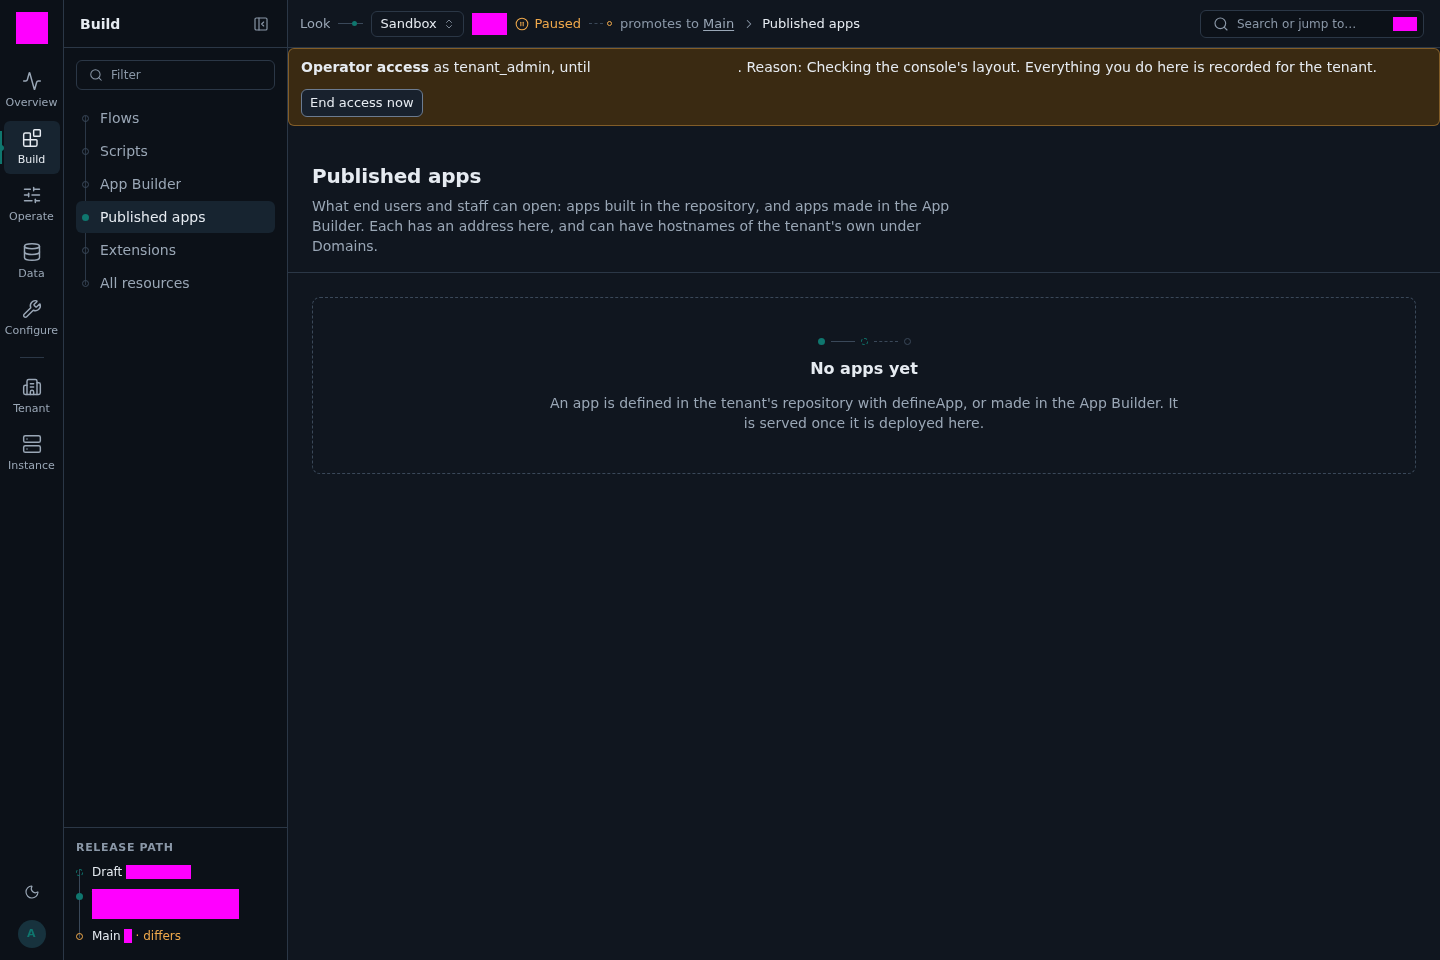 Build
Look
Sandbox
Paused
promotes to Main
Published apps
Search or jump to...
Overview
Build
Operate
Data
Configure
Tenant
Instance
A
Filter
Flows
Scripts
App Builder
Published apps
Extensions
All resources
RELEASE PATH
Draft
Main · differs
Operator access as tenant_admin, until . Reason: Checking the console's layout. Everything you do here is recorded for the tenant.
End access now
Published apps
What end users and staff can open: apps built in the repository, and apps made in the App
Builder. Each has an address here, and can have hostnames of the tenant's own under
Domains.
No apps yet
An app is defined in the tenant's repository with defineApp, or made in the App Builder. It
is served once it is deployed here.